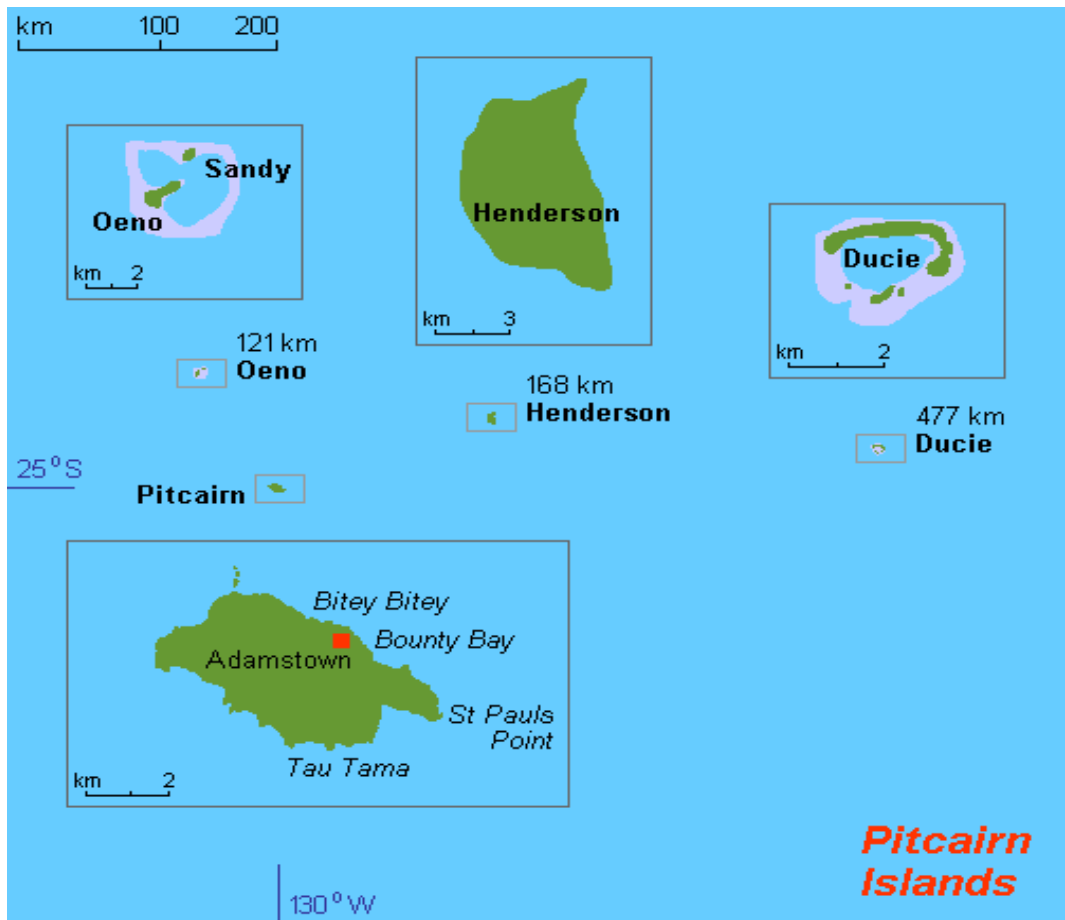 km 100 200
Sandy
Oeno
km 2
Henderson
km 3
Ducie
km 2
121 km
Oeno
168 km
Henderson
477 km
Ducie
25°S
Pitcairn
Bitey Bitey
Bounty Bay
Adamstown
St Pauls
Point
Tau Tama
km 2
Pitcairn
Islands
130°W